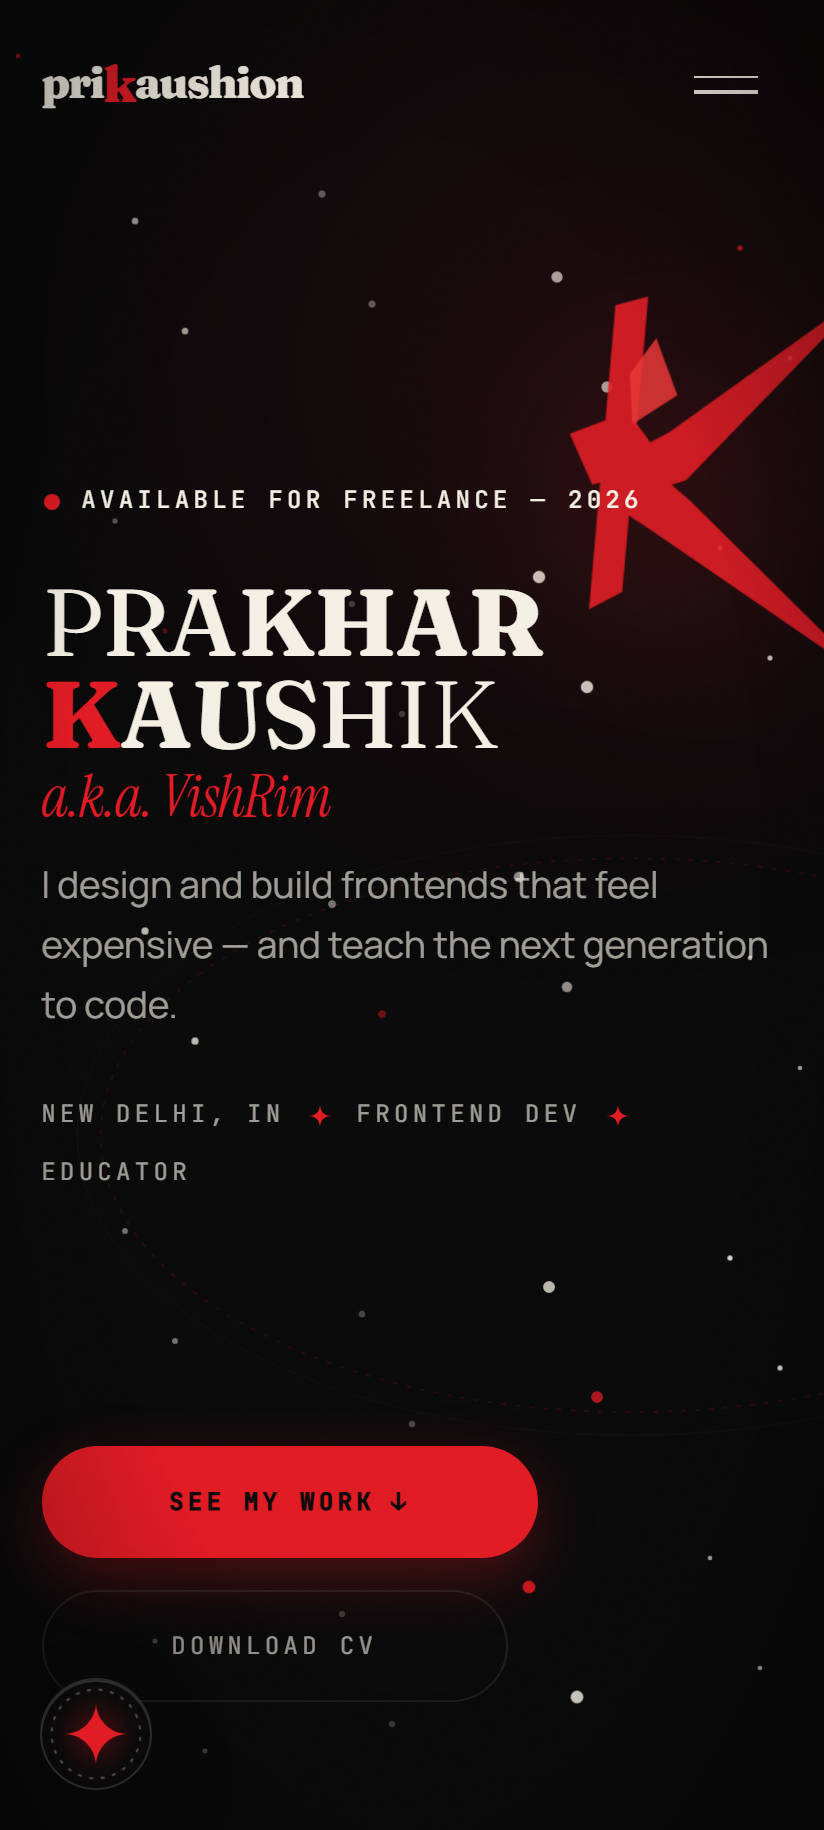 prikaushion
AVAILABLE FOR FREELANCE — 2026
PRAKHAR
KAUSHIK
a.k.a. VishRim
I design and build frontends that feel
expensive — and teach the next generation
to code.
NEW DELHI, IN ✦ FRONTEND DEV ✦
EDUCATOR
SEE MY WORK ↓
DOWNLOAD CV